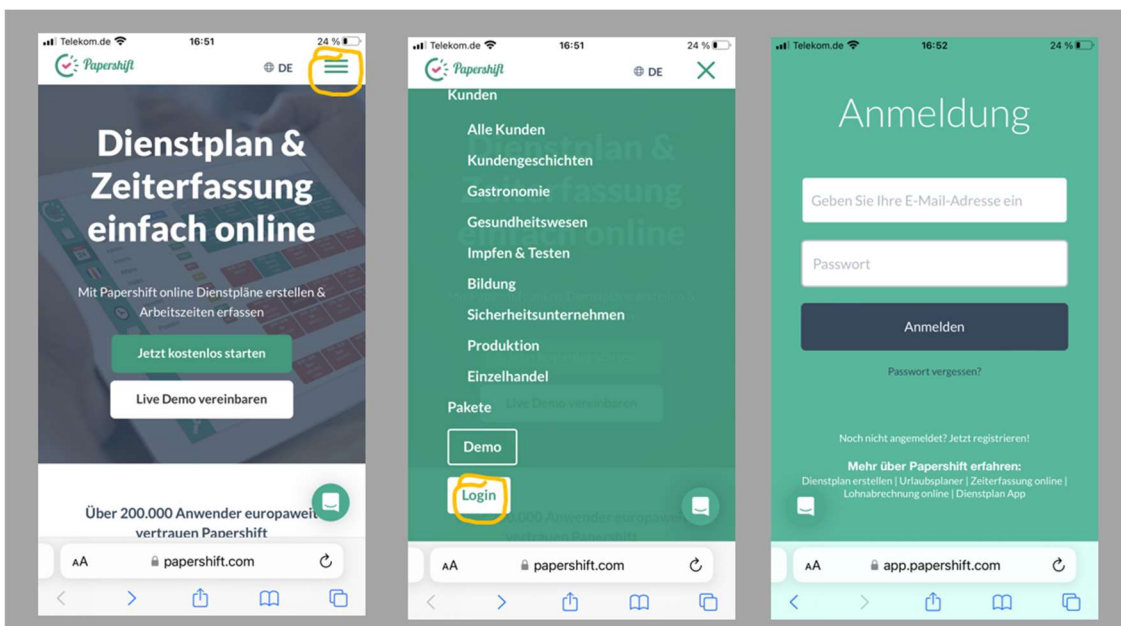 Telekom.de
16:51
24 %
Papershift
DE
Dienstplan &
Zeiterfassung
einfach online
Mit Papershift online Dienstpläne erstellen &
Arbeitszeiten erfassen
Jetzt kostenlos starten
Live Demo vereinbaren
Über 200.000 Anwender europaweit
vertrauen Papershift
AA
papershift.com
Telekom.de
16:51
24 %
Papershift
DE
Kunden
Alle Kunden
Kundengeschichten
Gastronomie
Gesundheitswesen
Impfen & Testen
Bildung
Sicherheitsunternehmen
Produktion
Einzelhandel
Pakete
Demo
Login
AA
papershift.com
Telekom.de
16:52
24 %
Anmeldung
Geben Sie Ihre E-Mail-Adresse ein
Passwort
Anmelden
Passwort vergessen?
Noch nicht angemeldet? Jetzt registrieren!
Mehr über Papershift erfahren:
Dienstplan erstellen | Urlaubsplaner | Zeiterfassung online |
Lohnabrechnung online | Dienstplan App
AA
app.papershift.com